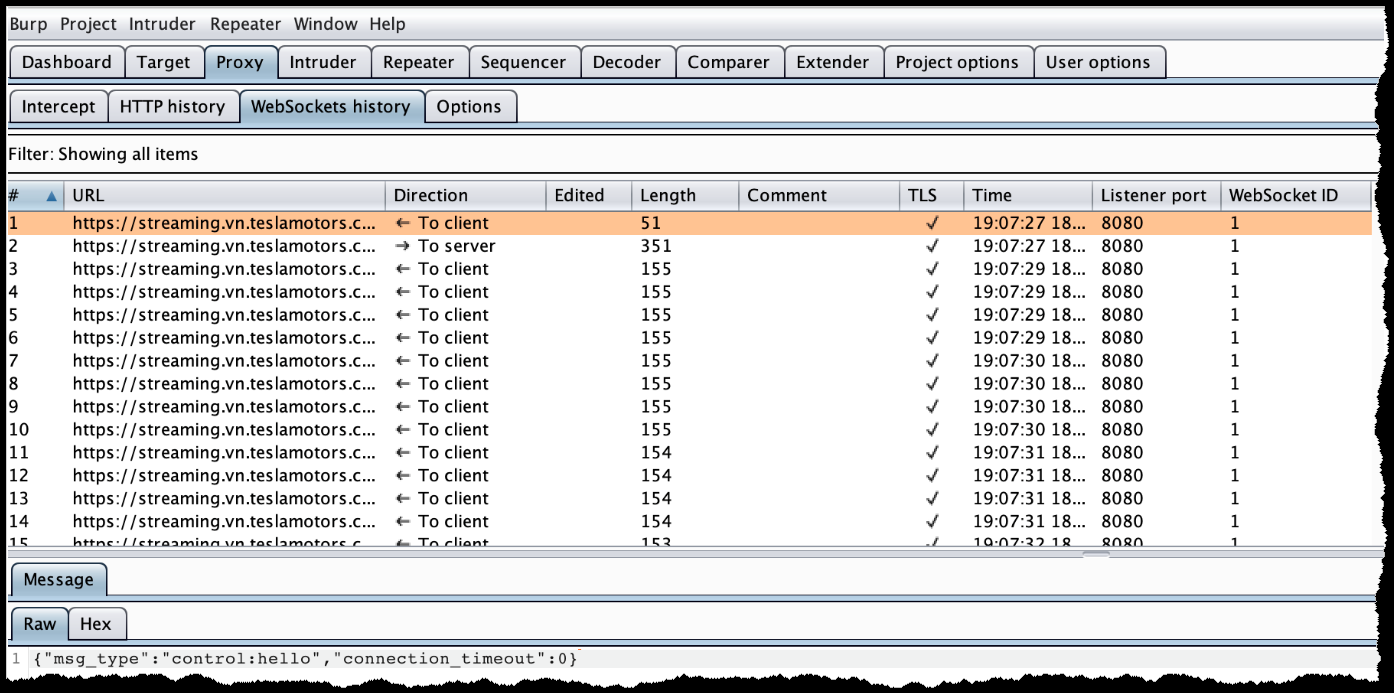 Burp Project Intruder Repeater Window Help
Dashboard Target Proxy Intruder Repeater Sequencer Decoder Comparer Extender Project options User options
Intercept HTTP history WebSockets history Options
Filter: Showing all items
# URL Direction Edited Length Comment TLS Time Listener port WebSocket ID
1 https://streaming.vn.teslamotors.c... ← To client 51 ✓ 19:07:27 18... 8080 1
2 https://streaming.vn.teslamotors.c... → To server 351 ✓ 19:07:27 18... 8080 1
3 https://streaming.vn.teslamotors.c... ← To client 155 ✓ 19:07:29 18... 8080 1
4 https://streaming.vn.teslamotors.c... ← To client 155 ✓ 19:07:29 18... 8080 1
5 https://streaming.vn.teslamotors.c... ← To client 155 ✓ 19:07:29 18... 8080 1
6 https://streaming.vn.teslamotors.c... ← To client 155 ✓ 19:07:29 18... 8080 1
7 https://streaming.vn.teslamotors.c... ← To client 155 ✓ 19:07:30 18... 8080 1
8 https://streaming.vn.teslamotors.c... ← To client 155 ✓ 19:07:30 18... 8080 1
9 https://streaming.vn.teslamotors.c... ← To client 155 ✓ 19:07:30 18... 8080 1
10 https://streaming.vn.teslamotors.c... ← To client 155 ✓ 19:07:30 18... 8080 1
11 https://streaming.vn.teslamotors.c... ← To client 154 ✓ 19:07:31 18... 8080 1
12 https://streaming.vn.teslamotors.c... ← To client 154 ✓ 19:07:31 18... 8080 1
13 https://streaming.vn.teslamotors.c... ← To client 154 ✓ 19:07:31 18... 8080 1
14 https://streaming.vn.teslamotors.c... ← To client 154 ✓ 19:07:31 18... 8080 1
15 https://streaming.vn.teslamotors.c... ← To client 153 ✓ 19:07:32 18... 8080 1
Message
Raw Hex
1 {"msg_type":"control:hello","connection_timeout":0}